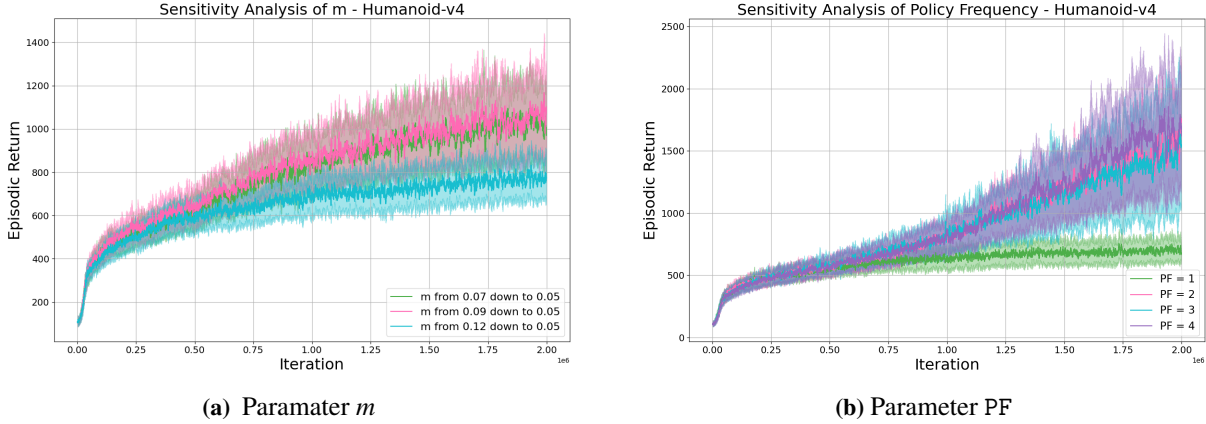 Sensitivity Analysis of m - Humanoid-v4
1400
1200
1000
800
600
400
200
Episodic Return
0.00 0.25 0.50 0.75 1.00 1.25 1.50 1.75 2.00
1e6
Iteration
m from 0.07 down to 0.05
m from 0.09 down to 0.05
m from 0.12 down to 0.05
(a) Paramater m
Sensitivity Analysis of Policy Frequency - Humanoid-v4
2500
2000
1500
1000
500
0
Episodic Return
0.00 0.25 0.50 0.75 1.00 1.25 1.50 1.75 2.00
1e6
Iteration
PF = 1
PF = 2
PF = 3
PF = 4
(b) Parameter PF